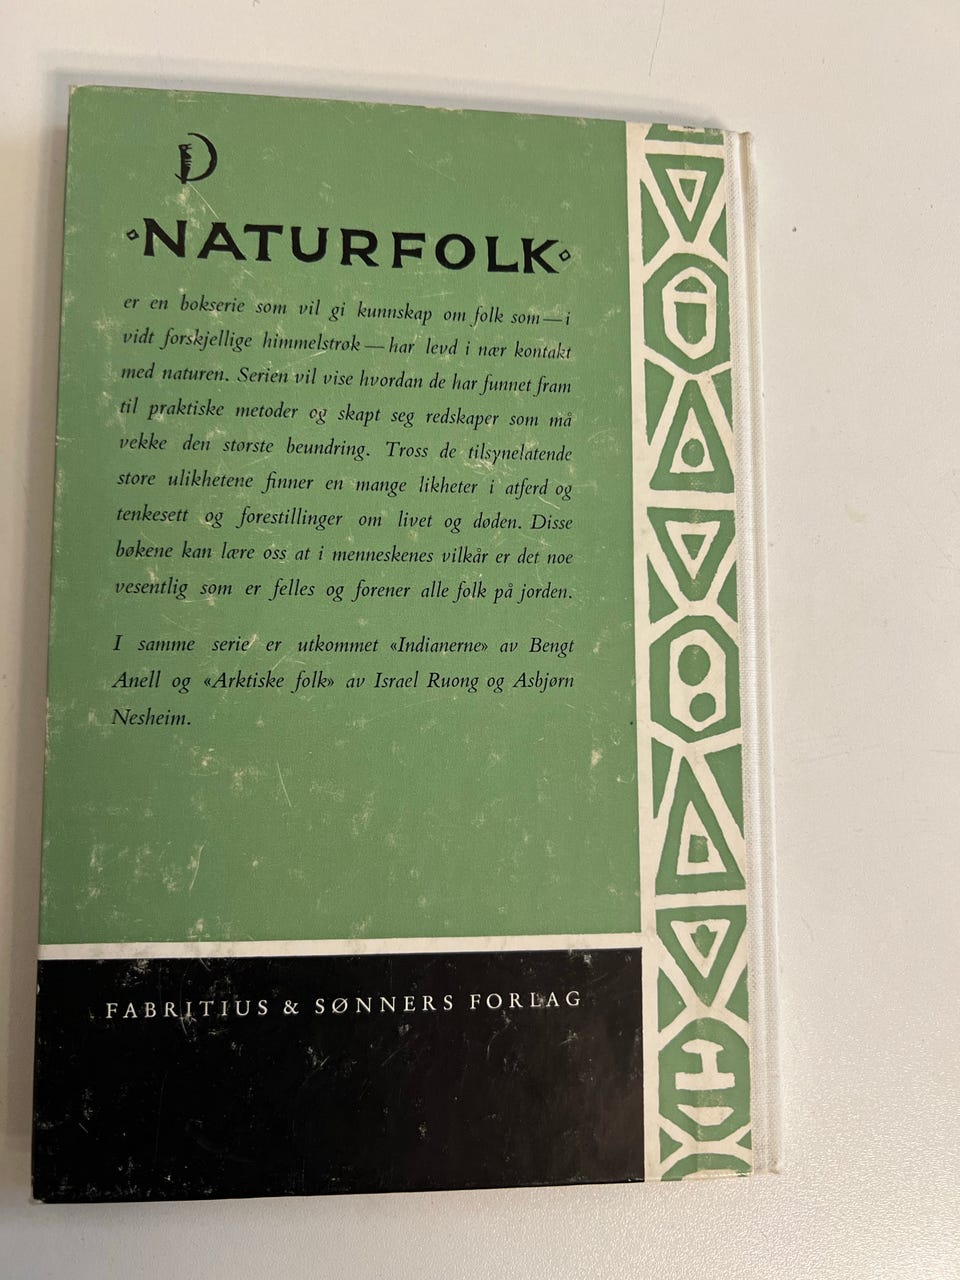 NATURFOLK
er en bokserie som vil gi kunnskap om folk som — i
vidt forskjellige himmelstrøk — har levd i nær kontakt
med naturen. Serien vil vise hvordan de har funnet fram
til praktiske metoder og skapt seg redskaper som må
vekke den største beundring. Tross de tilsynelatende
store ulikhetene finner en mange likheter i atferd og
tenkesett og forestillinger om livet og døden. Disse
bøkene kan lære oss at i menneskenes vilkår er det noe
vesentlig som er felles og forener alle folk på jorden.
I samme serie er utkommet «Indianerne» av Bengt
Anell og «Arktiske folk» av Israel Ruong og Asbjørn
Nesheim.
FABRITIUS & SØNNERS FORLAG